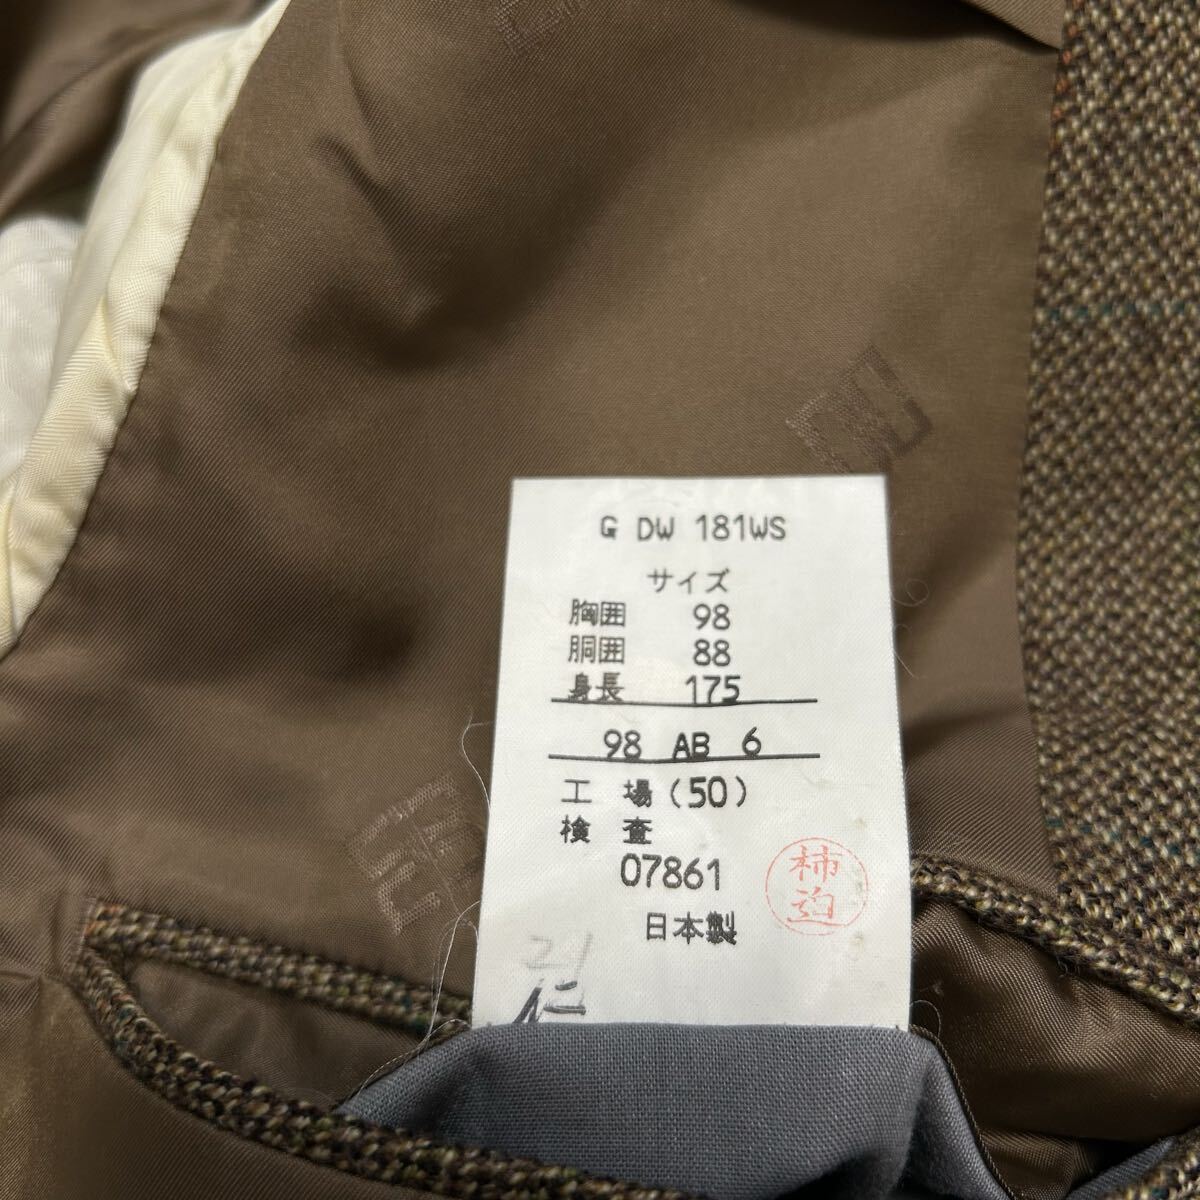 G DW 181WS
サイズ
胸囲 98
胴囲 88
身長 175
98 AB 6
工 場(50)
検 査
07861
日本製
柿
迫